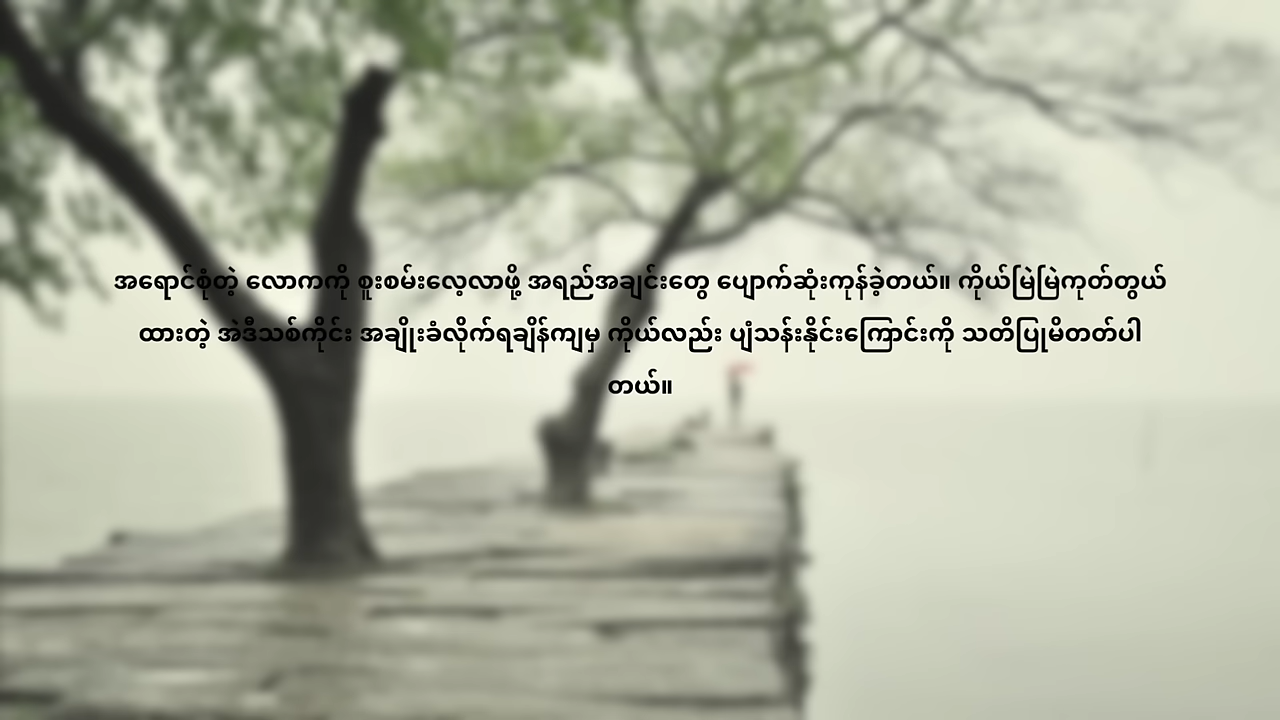 အရောင်စုံတဲ့ လောကကို စူးစမ်းလေ့လာဖို့ အရည်အချင်းတွေ ပျောက်ဆုံးကုန်ခဲ့တယ်။ ကိုယ်မြဲမြဲကုတ်တွယ်
ထားတဲ့ အဲဒီသစ်ကိုင်း အချိုးခံလိုက်ရချိန်ကျမှ ကိုယ်လည်း ပျံသန်းနိုင်းကြောင်းကို သတိပြုမိတတ်ပါ
တယ်။